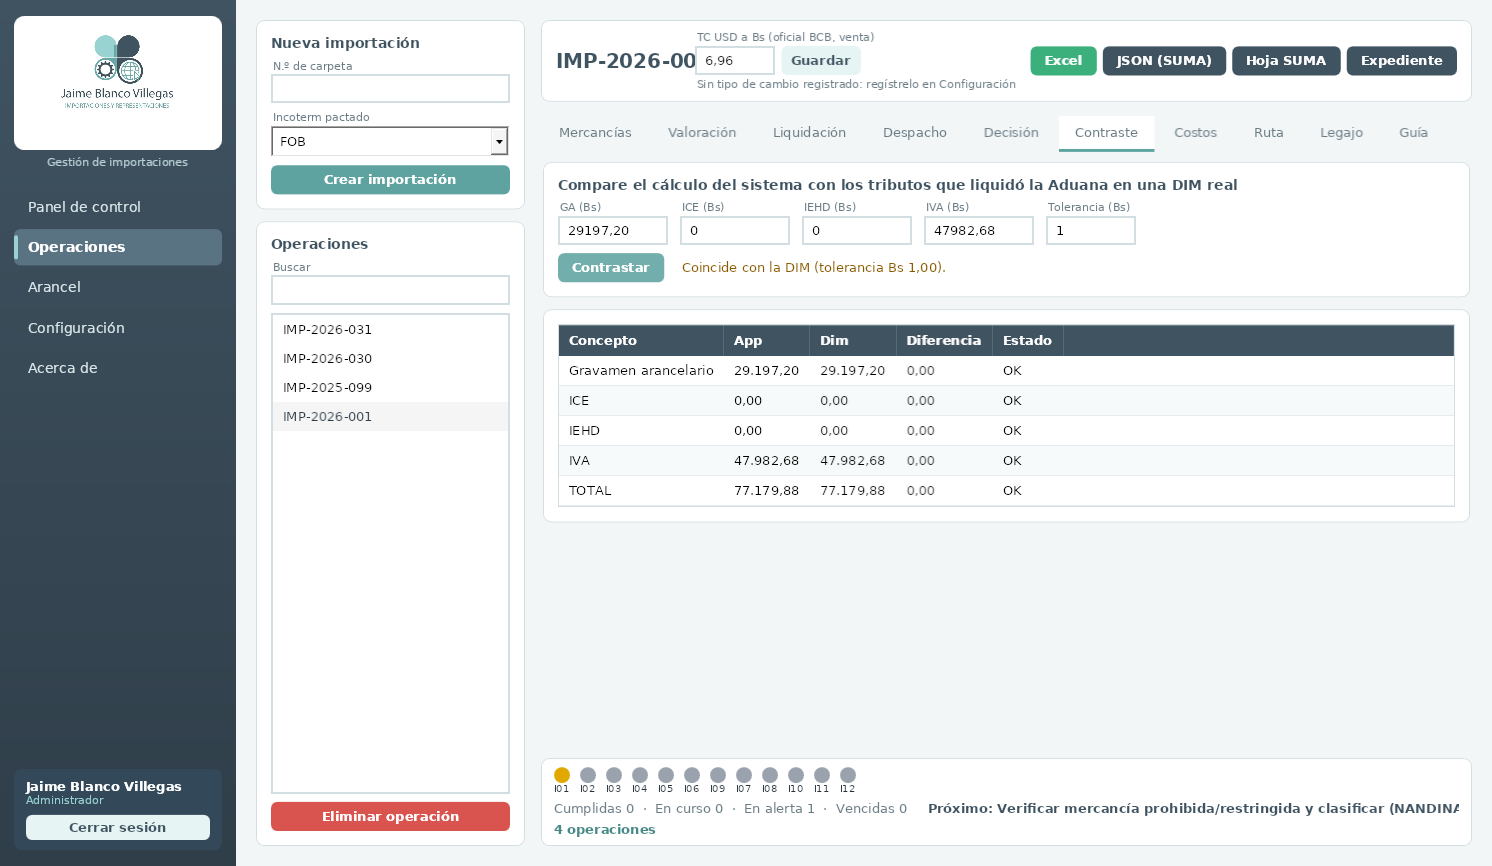 Jaime Blanco Villegas
IMPORTACIONES Y REPRESENTACIONES
Gestión de importaciones
Panel de control
Operaciones
Arancel
Configuración
Acerca de
Jaime Blanco Villegas
Administrador
Cerrar sesión
Nueva importación
N.º de carpeta
Incoterm pactado
FOB
Crear importación
Operaciones
Buscar
IMP-2026-031
IMP-2026-030
IMP-2025-099
IMP-2026-001
Eliminar operación
IMP-2026-00
TC USD a Bs (oficial BCB, venta)
6,96
Guardar
Sin tipo de cambio registrado: regístrelo en Configuración
Excel
JSON (SUMA)
Hoja SUMA
Expediente
Mercancías
Valoración
Liquidación
Despacho
Decisión
Contraste
Costos
Ruta
Legajo
Guía
Compare el cálculo del sistema con los tributos que liquidó la Aduana en una DIM real
GA (Bs)
ICE (Bs)
IEHD (Bs)
IVA (Bs)
Tolerancia (Bs)
29197,20
0
0
47982,68
1
Contrastar
Coincide con la DIM (tolerancia Bs 1,00).
Concepto App Dim Diferencia Estado
Gravamen arancelario 29.197,20 29.197,20 0,00 OK
ICE 0,00 0,00 0,00 OK
IEHD 0,00 0,00 0,00 OK
IVA 47.982,68 47.982,68 0,00 OK
TOTAL 77.179,88 77.179,88 0,00 OK
I01 I02 I03 I04 I05 I06 I09 I07 I08 I10 I11 I12
Cumplidas 0 · En curso 0 · En alerta 1 · Vencidas 0
Próximo: Verificar mercancía prohibida/restringida y clasificar (NANDINA
4 operaciones